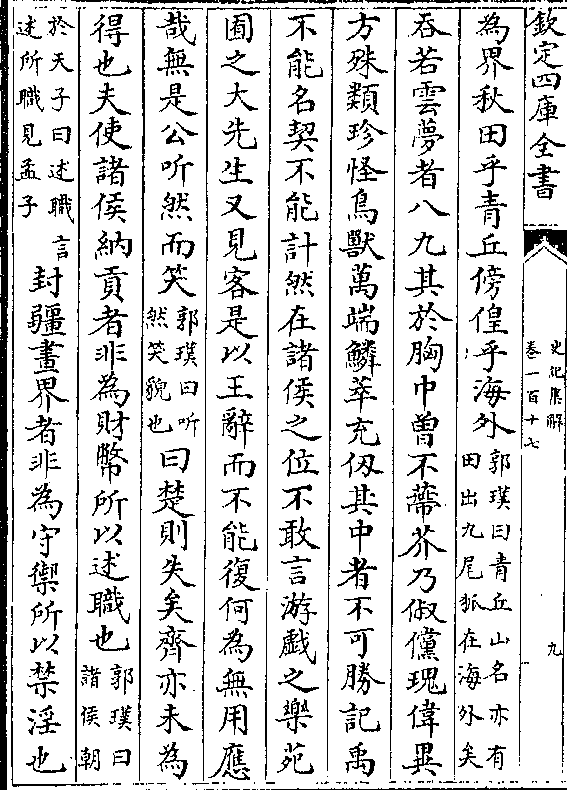 欽定四庫全書
史記集解
卷一百十七
九
為界秋田乎青丘傍偟乎海外郭璞曰青丘山名亦有田出九尾狐在海外矣
吞若雲夢者八九其於胸中曽不蔕芥乃俶儻瑰偉異
方殊類珍怪鳥獸萬端鱗萃充仭其中者不可勝記禹
不能名契不能計然在諸侯之位不敢言游戲之樂苑
囿之大先生又見客是以王辭而不能復何為無用應
哉無是公听然而笑郭璞曰听然笑貌也曰楚則失矣齊亦未為
得也夫使諸侯納貢者非為財幣所以述職也郭璞曰諸侯朝
於天子曰述職言述所職見孟子封疆畫界者非為守禦所以禁淫也